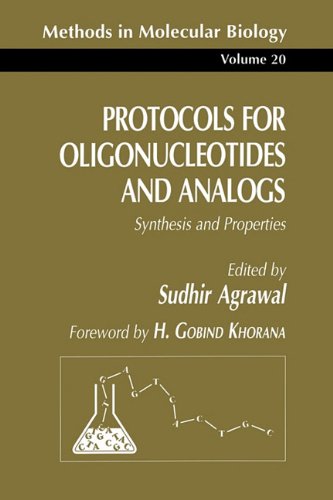 Methods in Molecular Biology
Volume 20
PROTOCOLS FOR
OLIGONUCLEOTIDES
AND ANALOGS
Synthesis and Properties
Edited by
Sudhir Agrawal
Foreword by H. GOBIND KHORANA
G A G T C A C T G C